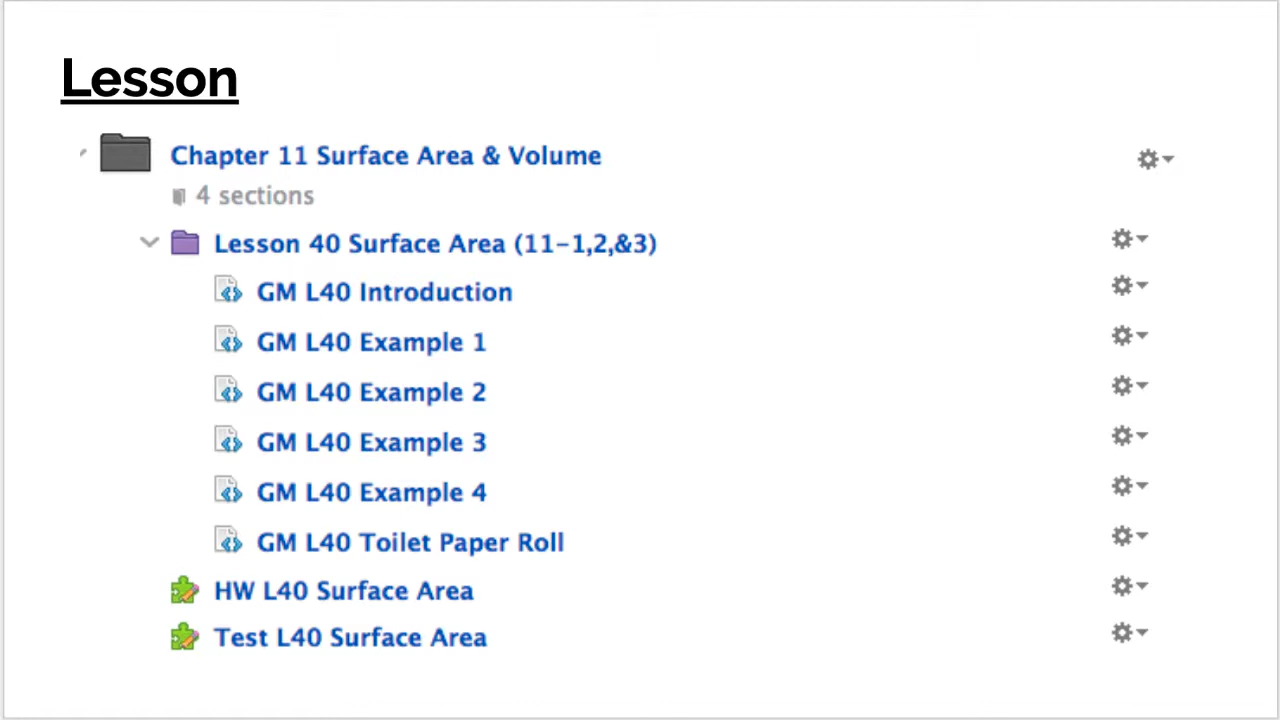 Lesson
Chapter 11 Surface Area & Volume
4 sections
Lesson 40 Surface Area (11-1,2,&3)
GM L40 Introduction
GM L40 Example 1
GM L40 Example 2
GM L40 Example 3
GM L40 Example 4
GM L40 Toilet Paper Roll
HW L40 Surface Area
Test L40 Surface Area